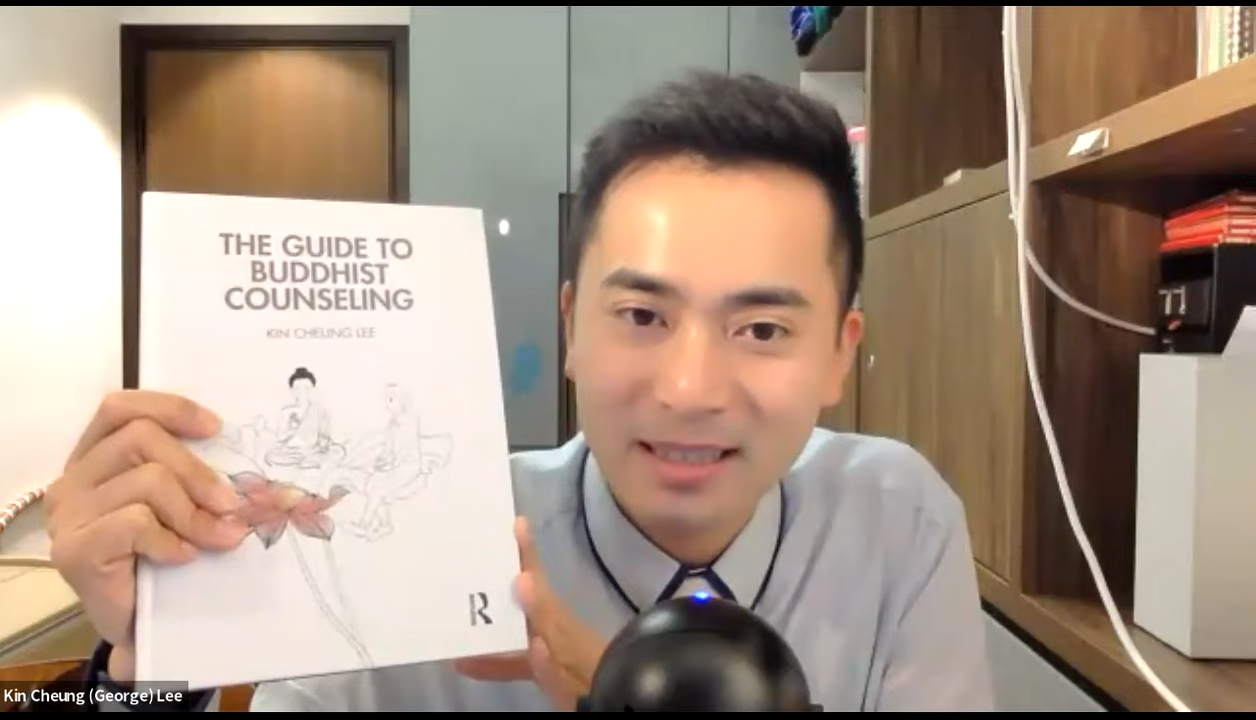 THE GUIDE TO
BUDDHIST
COUNSELING
KIN CHEUNG LEE
R
Kin Cheung (George) Lee